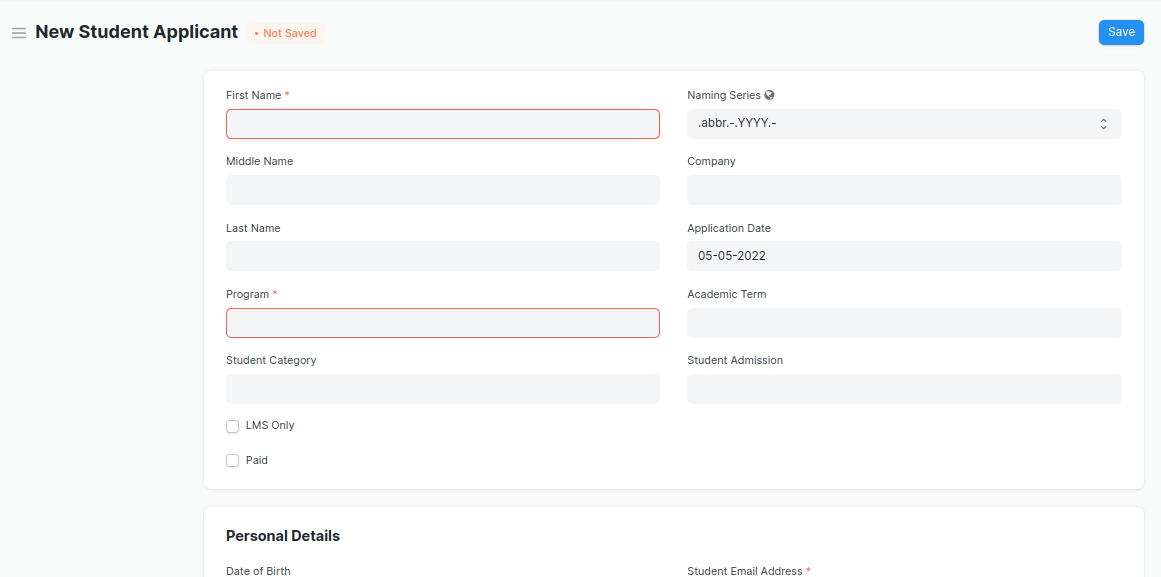 New Student Applicant • Not Saved Save
First Name * Naming Series
.abbr.-.YYYY.-
Middle Name Company
Last Name Application Date
05-05-2022
Program * Academic Term
Student Category Student Admission
LMS Only
Paid
Personal Details
Date of Birth Student Email Address *